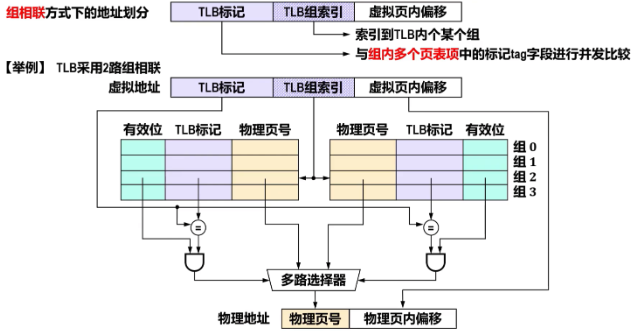 组相联方式下的地址划分 TLB标记 TLB组索引 虚拟页内偏移
索引到TLB内个某个组
与组内多个页表项中的标记tag字段进行并发比较
【举例】 TLB采用2路组相联
虚拟地址 TLB标记 TLB组索引 虚拟页内偏移
有效位 TLB标记 物理页号 物理页号 TLB标记 有效位
组 0
组 1
组 2
组 3
= =
多路选择器
物理地址 物理页号 物理页内偏移